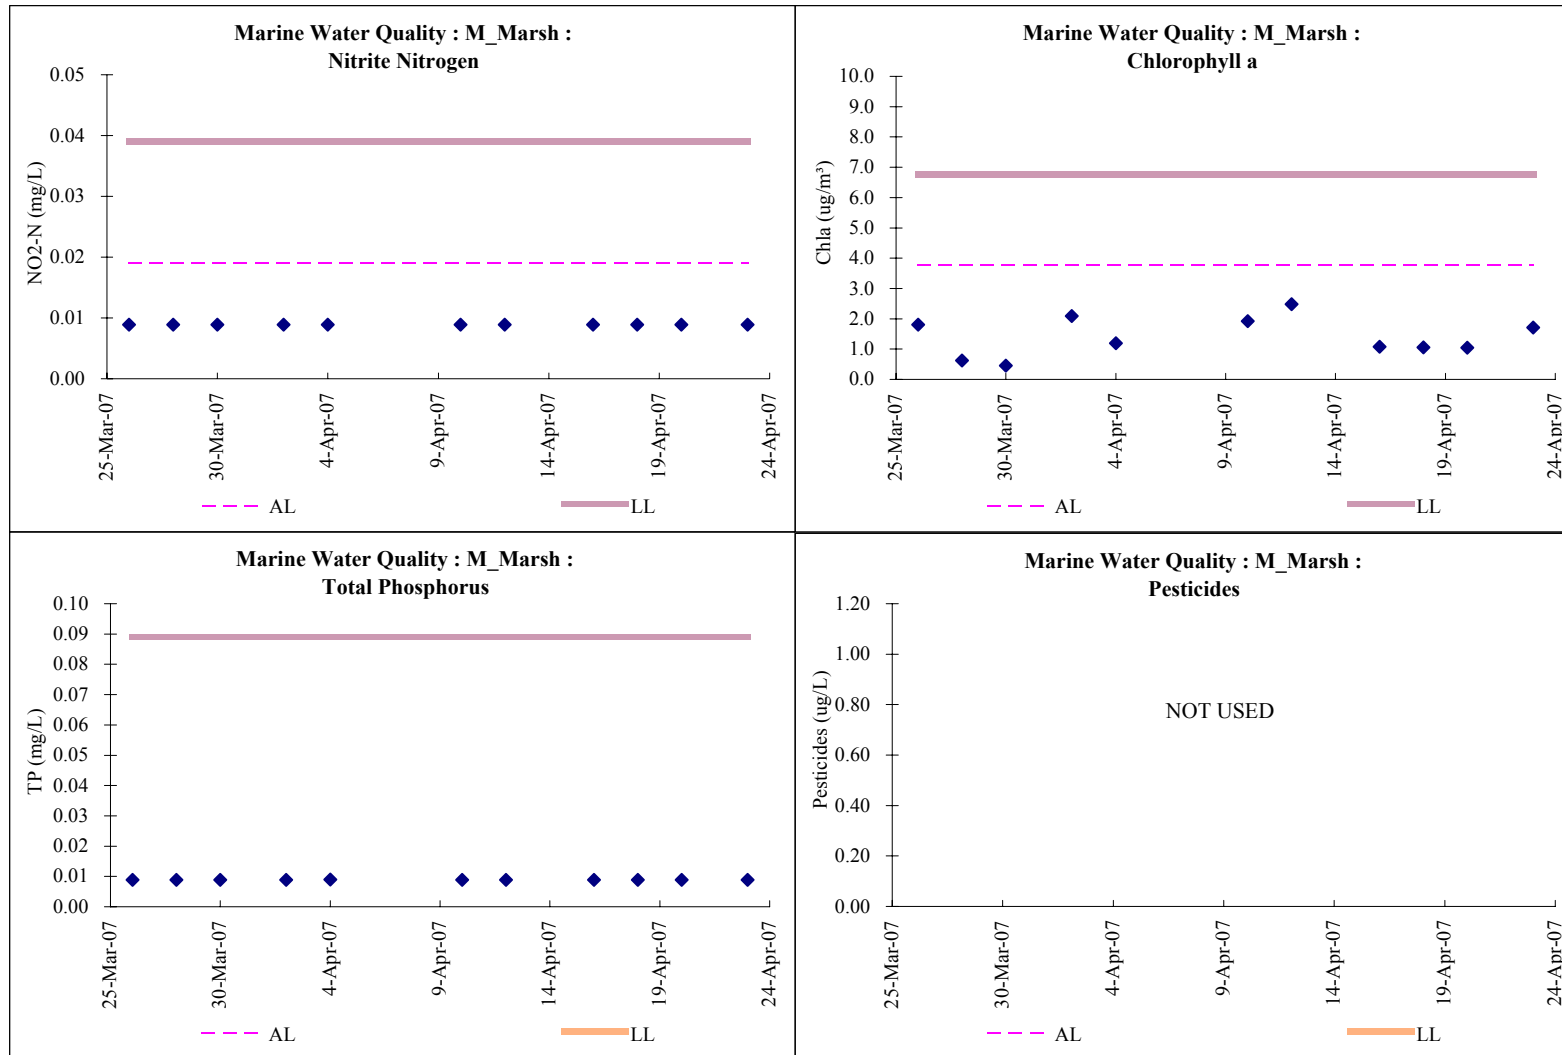 Marine Water Quality : M_Marsh :
Nitrite Nitrogen
0.05
0.04
0.03
0.02
0.01
0.00
NO2-N (mg/L)
25-Mar-07
30-Mar-07
4-Apr-07
9-Apr-07
14-Apr-07
19-Apr-07
24-Apr-07
AL
LL
Marine Water Quality : M_Marsh :
Chlorophyll a
10.0
9.0
8.0
7.0
6.0
5.0
4.0
3.0
2.0
1.0
0.0
Chla (ug/m³)
25-Mar-07
30-Mar-07
4-Apr-07
9-Apr-07
14-Apr-07
19-Apr-07
24-Apr-07
AL
LL
Marine Water Quality : M_Marsh :
Total Phosphorus
0.10
0.09
0.08
0.07
0.06
0.05
0.04
0.03
0.02
0.01
0.00
TP (mg/L)
25-Mar-07
30-Mar-07
4-Apr-07
9-Apr-07
14-Apr-07
19-Apr-07
24-Apr-07
AL
LL
Marine Water Quality : M_Marsh :
Pesticides
1.20
1.00
0.80
0.60
0.40
0.20
0.00
Pesticides (ug/L)
NOT USED
25-Mar-07
30-Mar-07
4-Apr-07
9-Apr-07
14-Apr-07
19-Apr-07
24-Apr-07
AL
LL